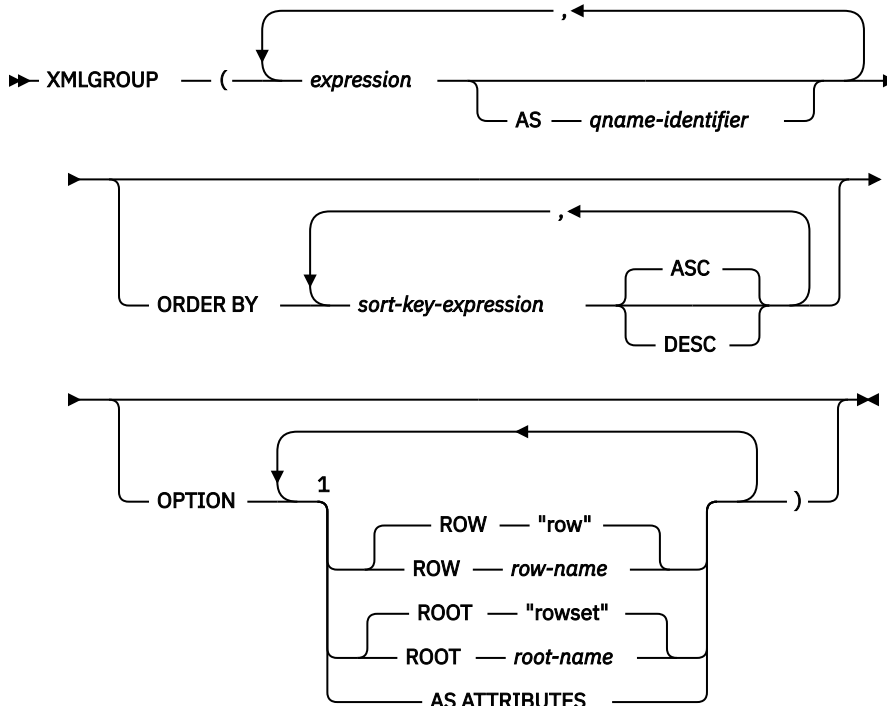 ,
XMLGROUP ( expression
AS qname-identifier
,
ASC
ORDER BY sort-key-expression
DESC
1
OPTION )
ROW "row"
ROW row-name
ROOT "rowset"
ROOT root-name
AS ATTRIBUTES